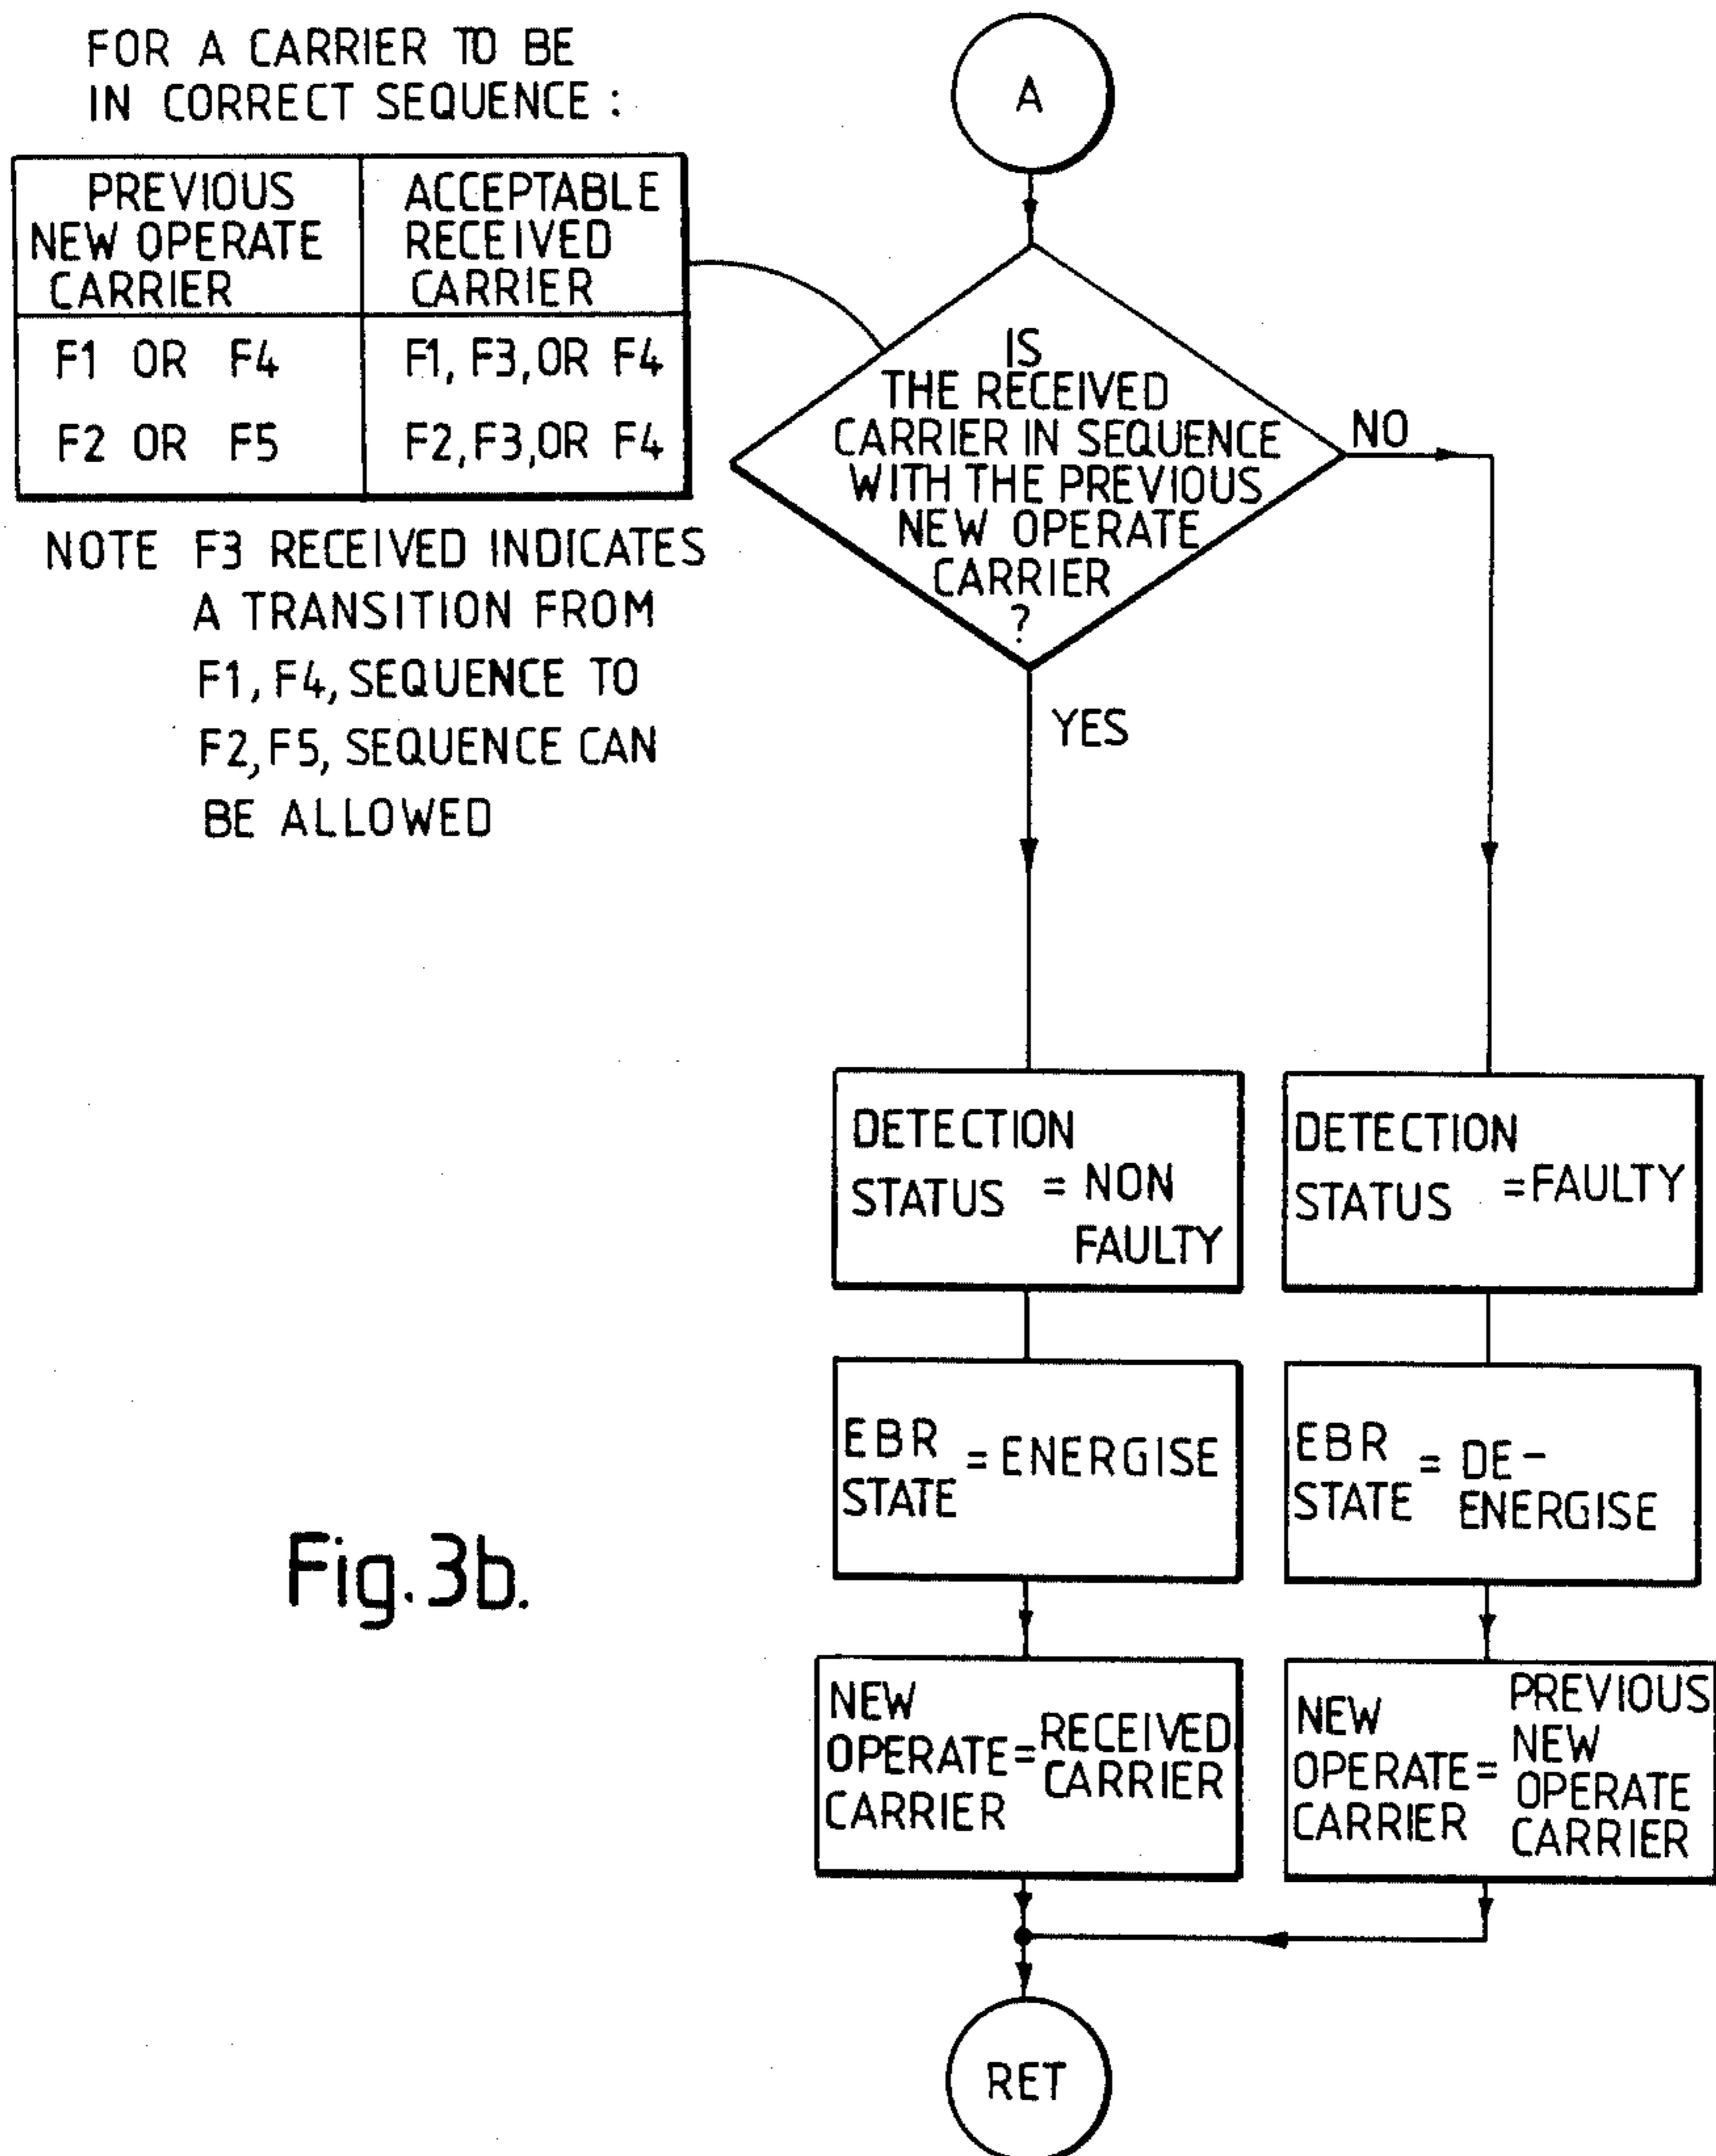 FOR A CARRIER TO BE
IN CORRECT SEQUENCE :
PREVIOUS
NEW OPERATE
CARRIER
ACCEPTABLE
RECEIVED
CARRIER
F1 OR F4
F1, F3, OR F4
F2 OR F5
F2, F3, OR F4
NOTE F3 RECEIVED INDICATES
A TRANSITION FROM
F1, F4, SEQUENCE TO
F2, F5, SEQUENCE CAN
BE ALLOWED
A
IS
THE RECEIVED
CARRIER IN SEQUENCE
WITH THE PREVIOUS
NEW OPERATE
CARRIER
?
NO
YES
DETECTION
STATUS = NON
FAULTY
DETECTION
STATUS = FAULTY
EBR
STATE = ENERGISE
EBR
STATE = DE-
ENERGISE
NEW
OPERATE =
CARRIER
RECEIVED
CARRIER
NEW
OPERATE =
CARRIER
PREVIOUS
NEW
OPERATE
CARRIER
RET
Fig. 3b.